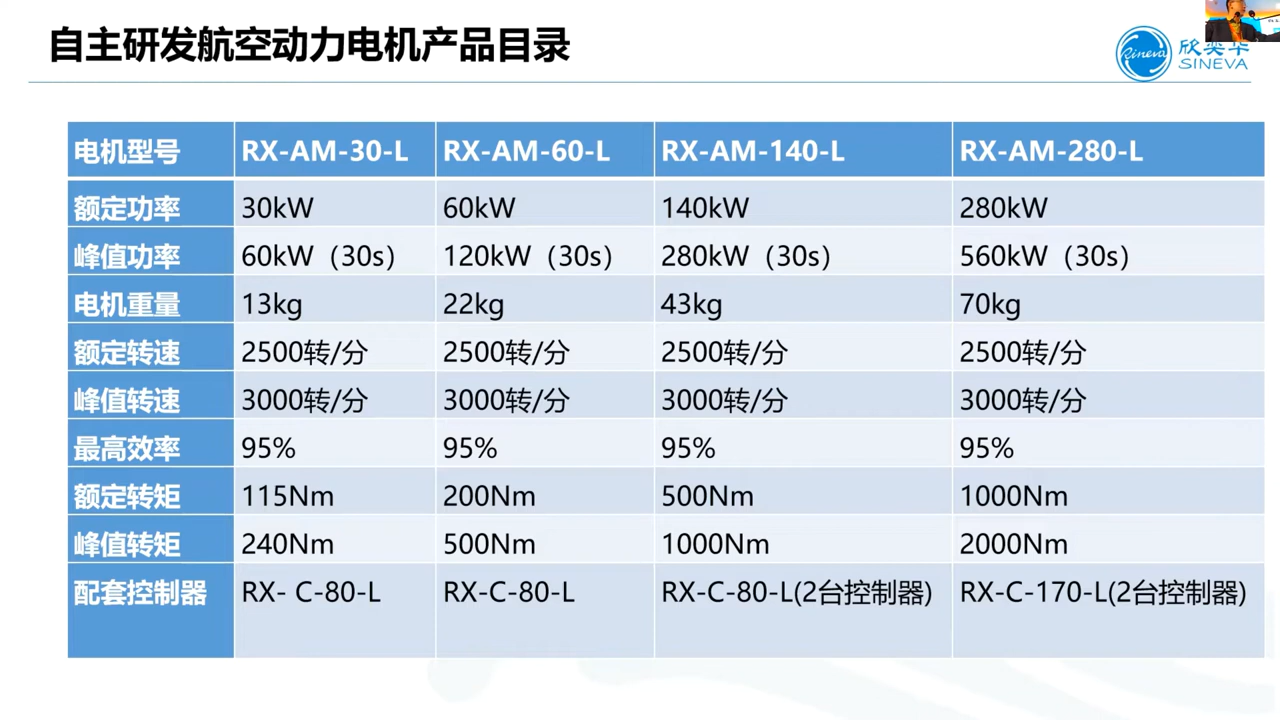 自主研发航空动力电机产品目录
Rineva 欣奕华
SINEVA
电机型号 RX-AM-30-L RX-AM-60-L RX-AM-140-L RX-AM-280-L
额定功率 30kW 60kW 140kW 280kW
峰值功率 60kW（30s） 120kW（30s） 280kW（30s） 560kW（30s）
电机重量 13kg 22kg 43kg 70kg
额定转速 2500转/分 2500转/分 2500转/分 2500转/分
峰值转速 3000转/分 3000转/分 3000转/分 3000转/分
最高效率 95% 95% 95% 95%
额定转矩 115Nm 200Nm 500Nm 1000Nm
峰值转矩 240Nm 500Nm 1000Nm 2000Nm
配套控制器 RX- C-80-L RX-C-80-L RX-C-80-L(2台控制器) RX-C-170-L(2台控制器)